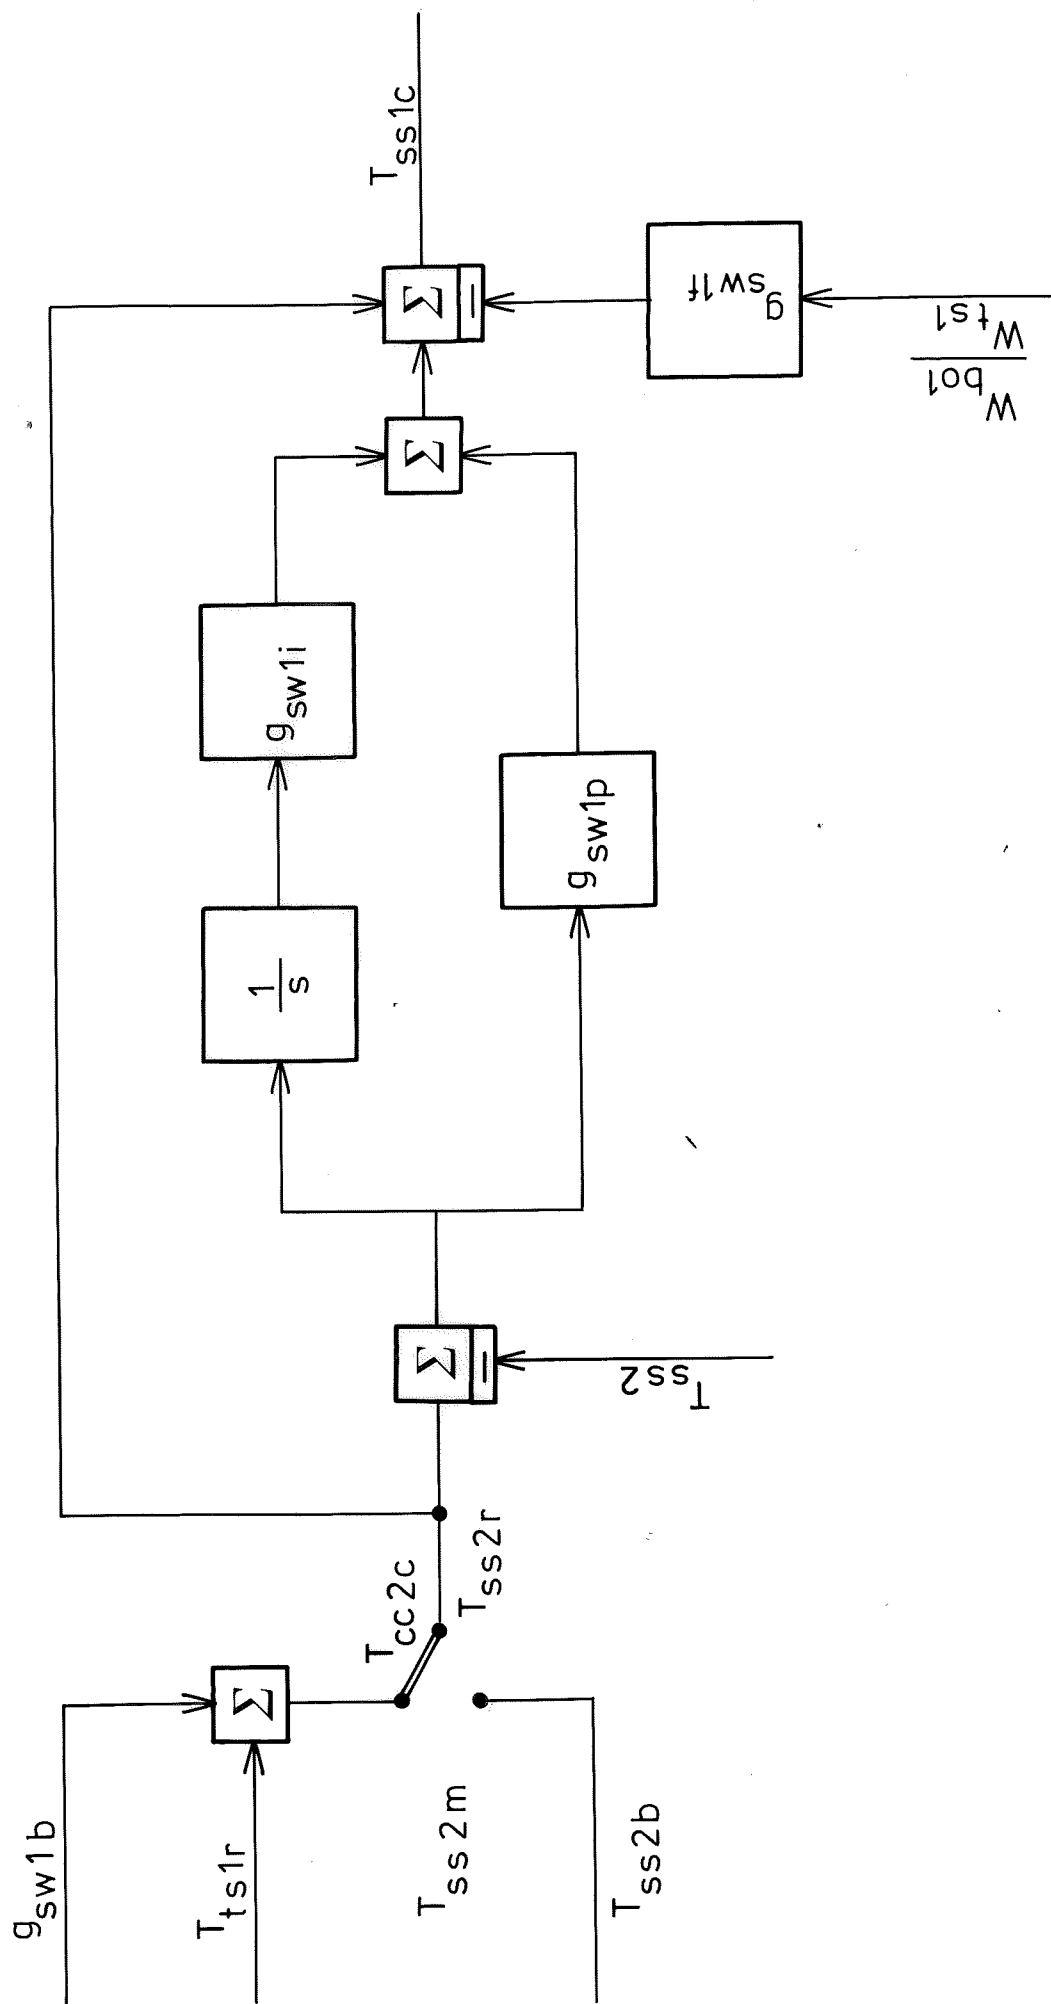 g_sw1b
T_ts1r
Σ
T_ss2m
T_ss2b
T_cc2c
T_ss2r
Σ
−
T_ss2
1
s
g_sw1i
g_sw1p
Σ
Σ
−
g_sw1f
W_bo1
W_ts1
T_ss1c